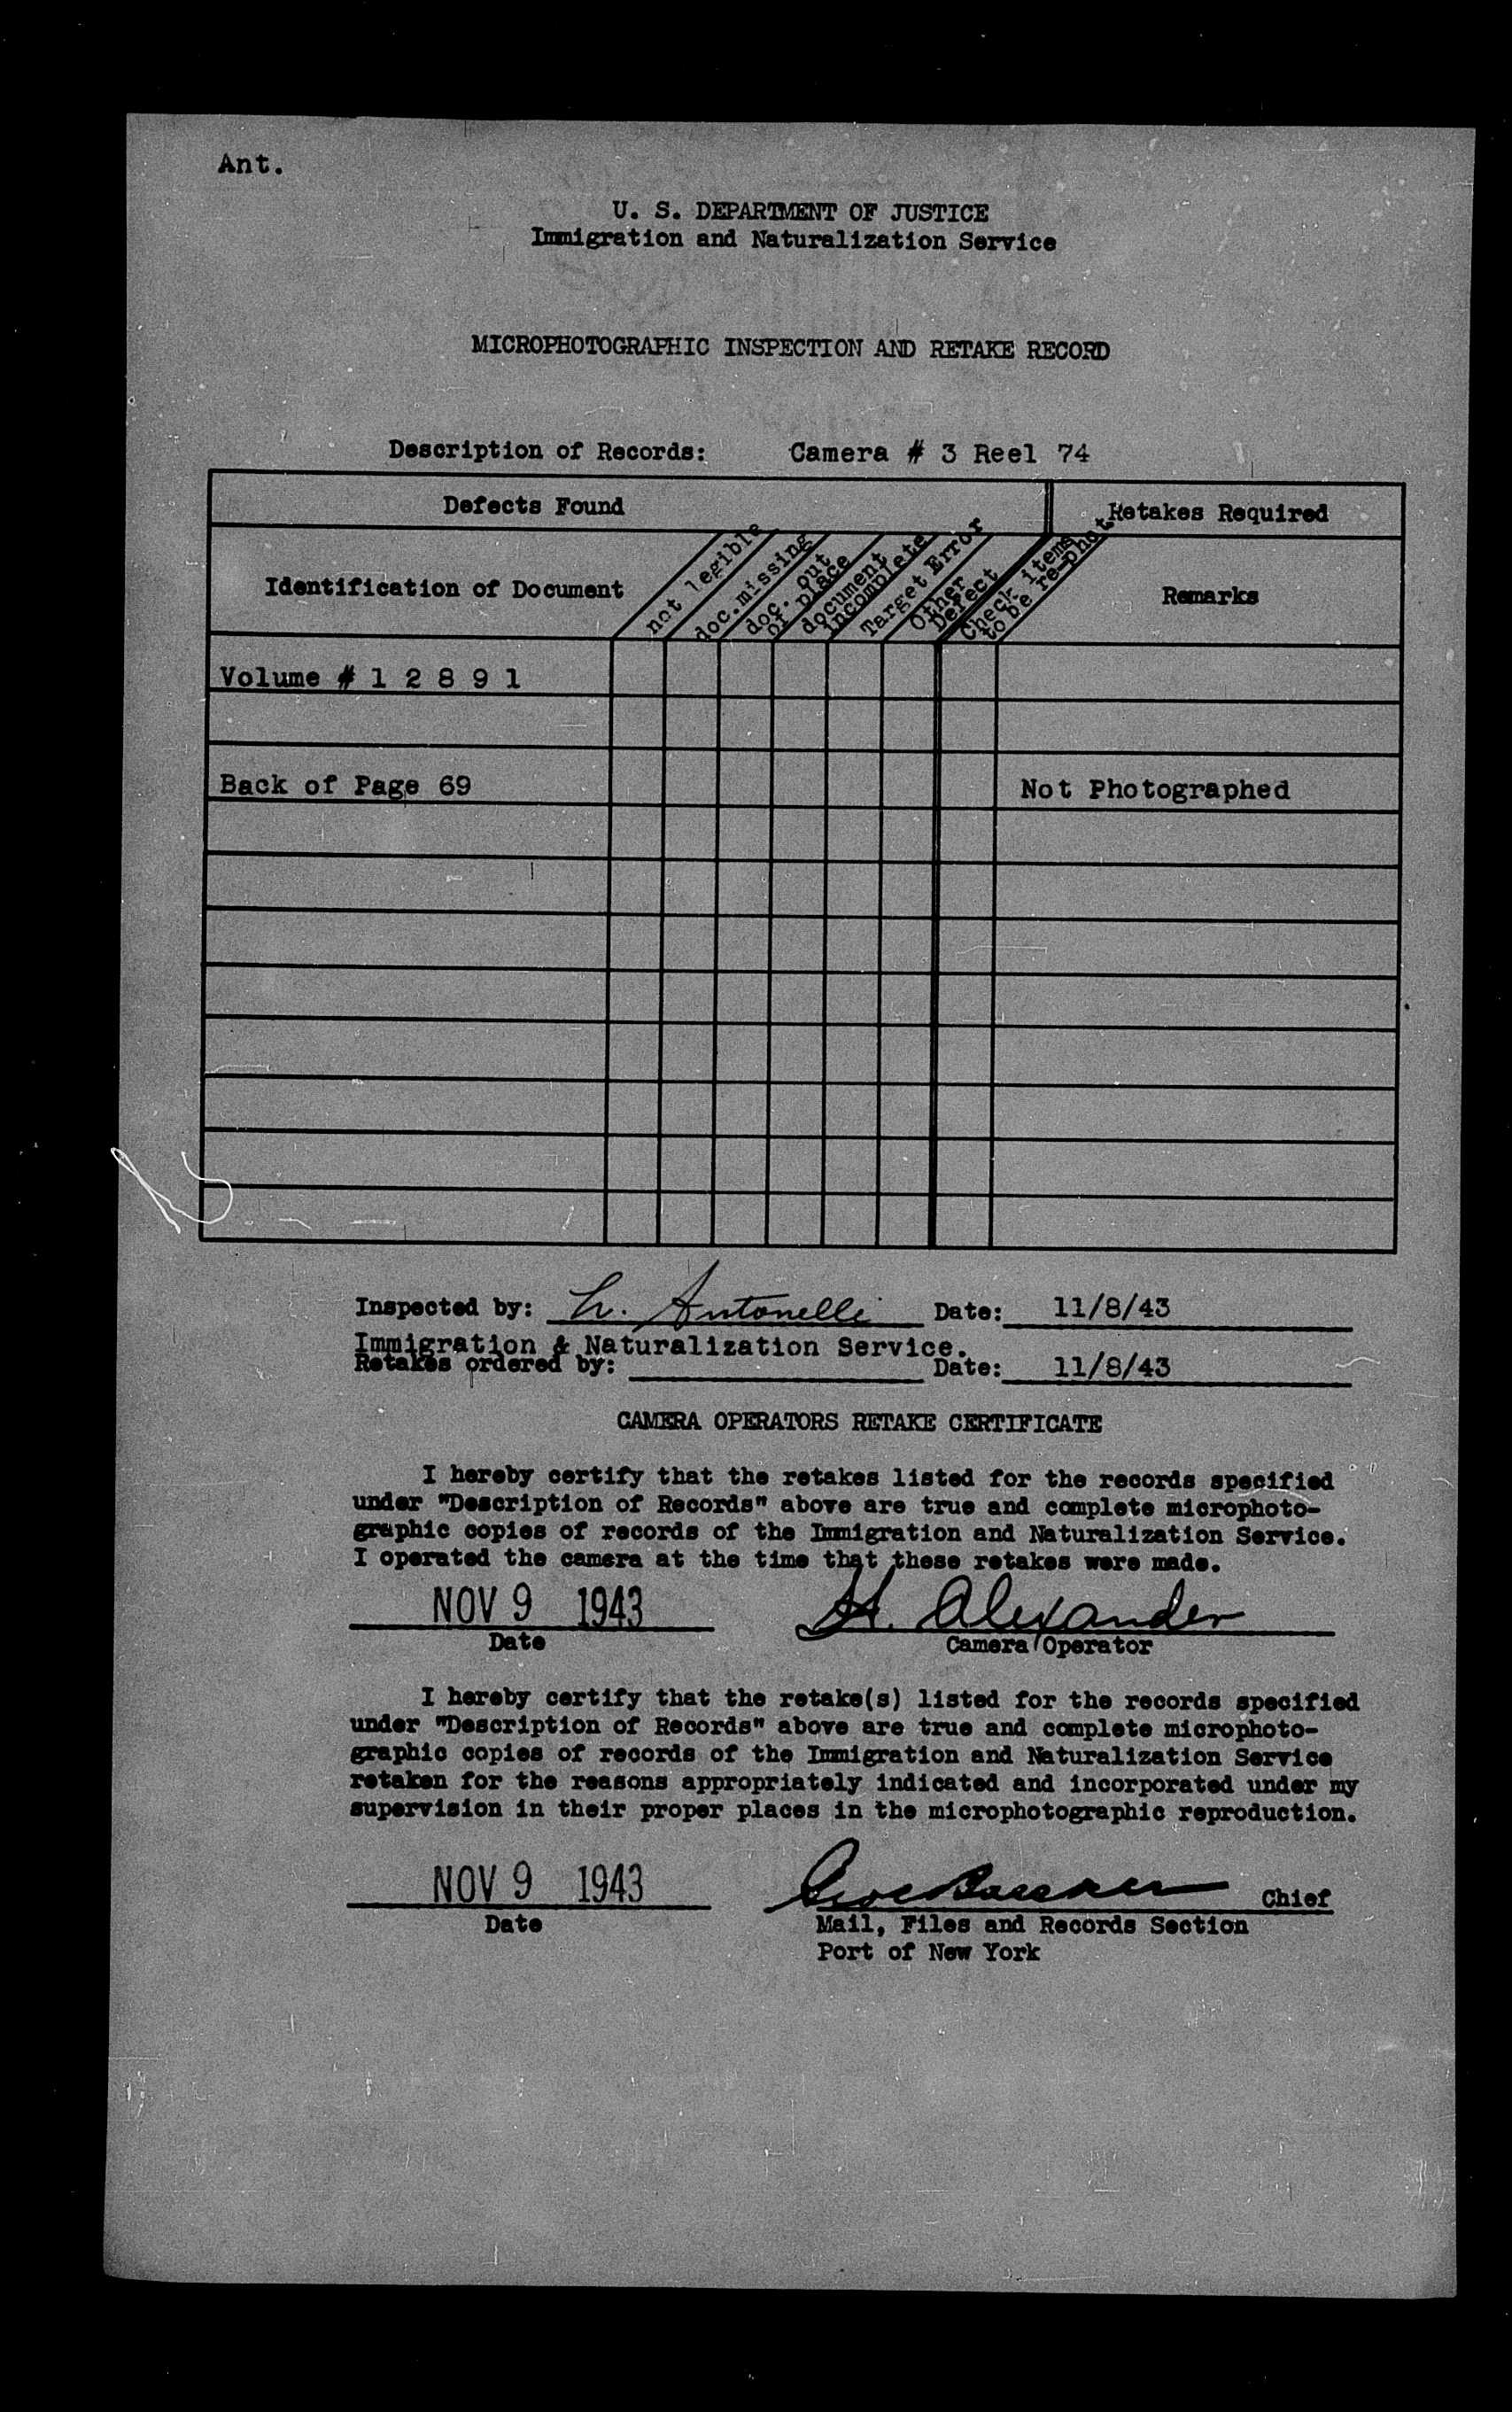 Ant.
U. S. DEPARTMENT OF JUSTICE
Immigration and Naturalization Service
MICROPHOTOGRAPHIC INSPECTION AND RETAKE RECORD
Description of Records: Camera # 3 Reel 74
Defects Found
Retakes Required
Identification of Document
not legible
doc. missing
doc. out
of place
document
incomplete
Target Error
Other
Defect
Check items
to be re-phot
Remarks
Volume # 1 2 8 9 1
Back of Page 69 Not Photographed
Inspected by: L. Antonelli Date: 11/8/43
Immigration & Naturalization Service.
Retakes ordered by: Date: 11/8/43
CAMERA OPERATORS RETAKE CERTIFICATE
I hereby certify that the retakes listed for the records specified
under "Description of Records" above are true and complete microphoto-
graphic copies of records of the Immigration and Naturalization Service.
I operated the camera at the time that these retakes were made.
NOV 9 1943 H. Alexander
Date Camera Operator
I hereby certify that the retake(s) listed for the records specified
under "Description of Records" above are true and complete microphoto-
graphic copies of records of the Immigration and Naturalization Service
retaken for the reasons appropriately indicated and incorporated under my
supervision in their proper places in the microphotographic reproduction.
NOV 9 1943 Chief
Date Mail, Files and Records Section
Port of New York